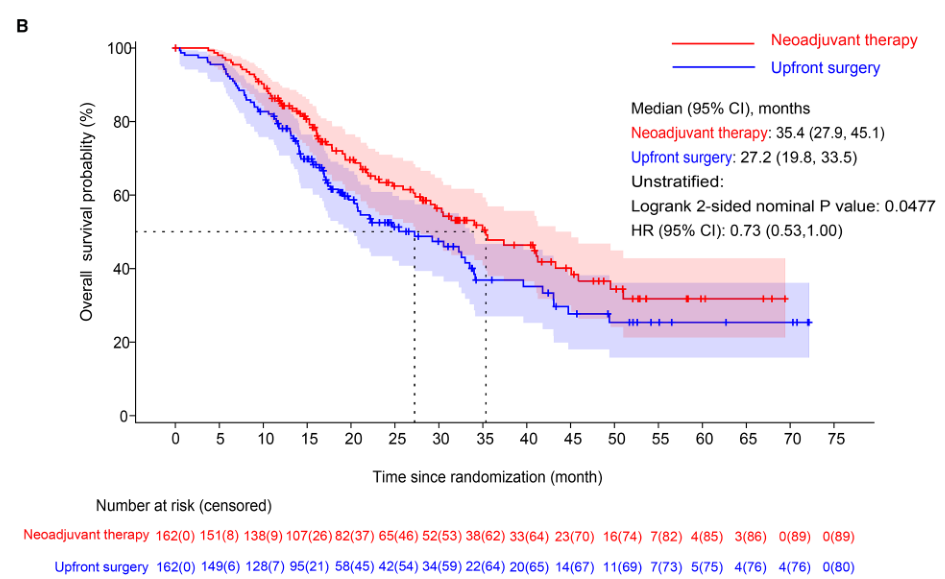 B
Neoadjuvant therapy
Upfront surgery
Median (95% CI), months
Neoadjuvant therapy: 35.4 (27.9, 45.1)
Upfront surgery: 27.2 (19.8, 33.5)
Unstratified:
Logrank 2-sided nominal P value: 0.0477
HR (95% CI): 0.73 (0.53,1.00)
Overall survival probablity (%)
100
80
60
40
20
0
0 5 10 15 20 25 30 35 40 45 50 55 60 65 70 75
Time since randomization (month)
Number at risk (censored)
Neoadjuvant therapy 162(0) 151(8) 138(9) 107(26) 82(37) 65(46) 52(53) 38(62) 33(64) 23(70) 16(74) 7(82) 4(85) 3(86) 0(89) 0(89)
Upfront surgery 162(0) 149(6) 128(7) 95(21) 58(45) 42(54) 34(59) 22(64) 20(65) 14(67) 11(69) 7(73) 5(75) 4(76) 4(76) 0(80)